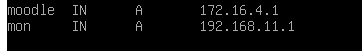 moodle IN A 172.16.4.1
mon IN A 192.168.11.1